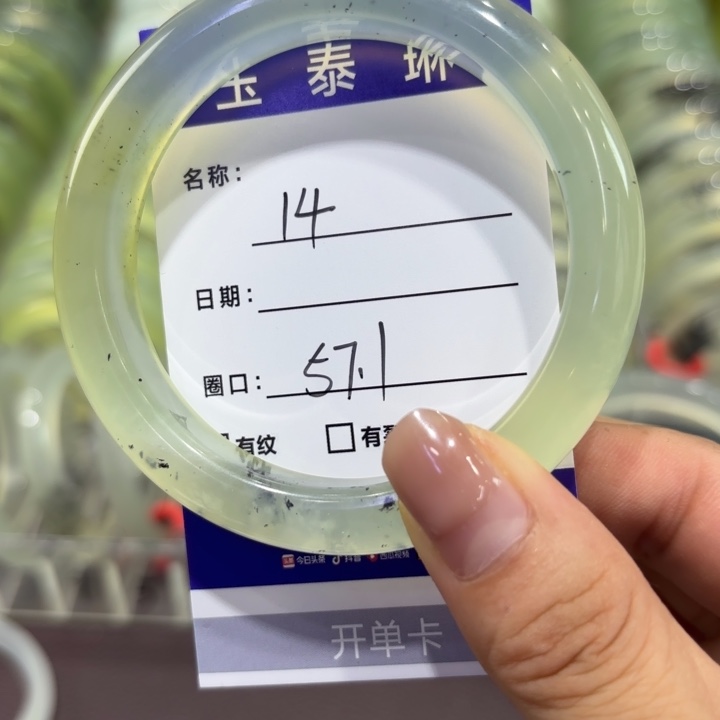 玉泰琳
名称：14
日期：
圈口：57.1
有纹 □有
今日头条 抖音 西瓜视频
开单卡